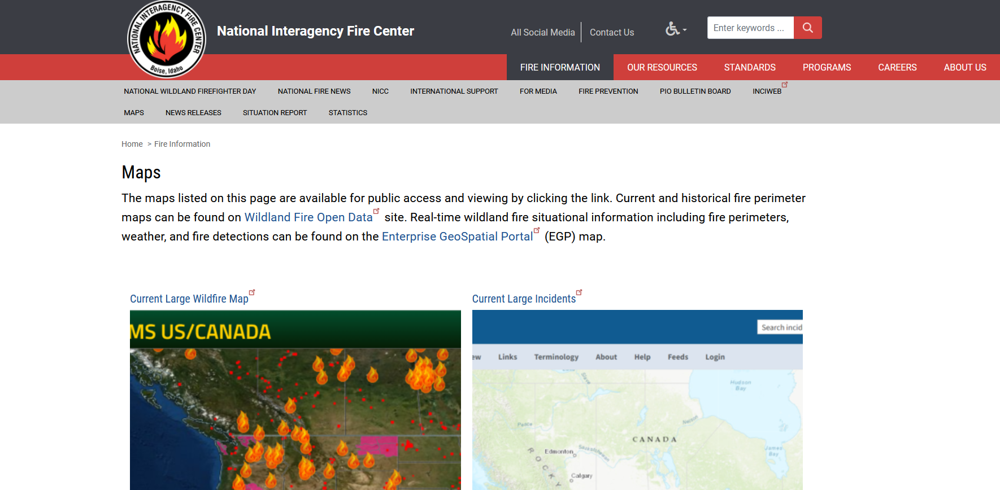 NATIONAL INTERAGENCY FIRE CENTER
Boise, Idaho
National Interagency Fire Center
All Social Media
Contact Us
Enter keywords ...
FIRE INFORMATION
OUR RESOURCES
STANDARDS
PROGRAMS
CAREERS
ABOUT US
NATIONAL WILDLAND FIREFIGHTER DAY
NATIONAL FIRE NEWS
NICC
INTERNATIONAL SUPPORT
FOR MEDIA
FIRE PREVENTION
PIO BULLETIN BOARD
INCIWEB
MAPS
NEWS RELEASES
SITUATION REPORT
STATISTICS
Home > Fire Information
Maps
The maps listed on this page are available for public access and viewing by clicking the link. Current and historical fire perimeter
maps can be found on Wildland Fire Open Data site. Real-time wildland fire situational information including fire perimeters,
weather, and fire detections can be found on the Enterprise GeoSpatial Portal (EGP) map.
Current Large Wildfire Map
MS US/CANADA
Current Large Incidents
Search incid
ew
Links
Terminology
About
Help
Feeds
Login
Slave
Hudson
Bay
Peace
Nelson
CANADA
Edmonton
Saskatchewan
James
Bay
ROCKY
Calgary